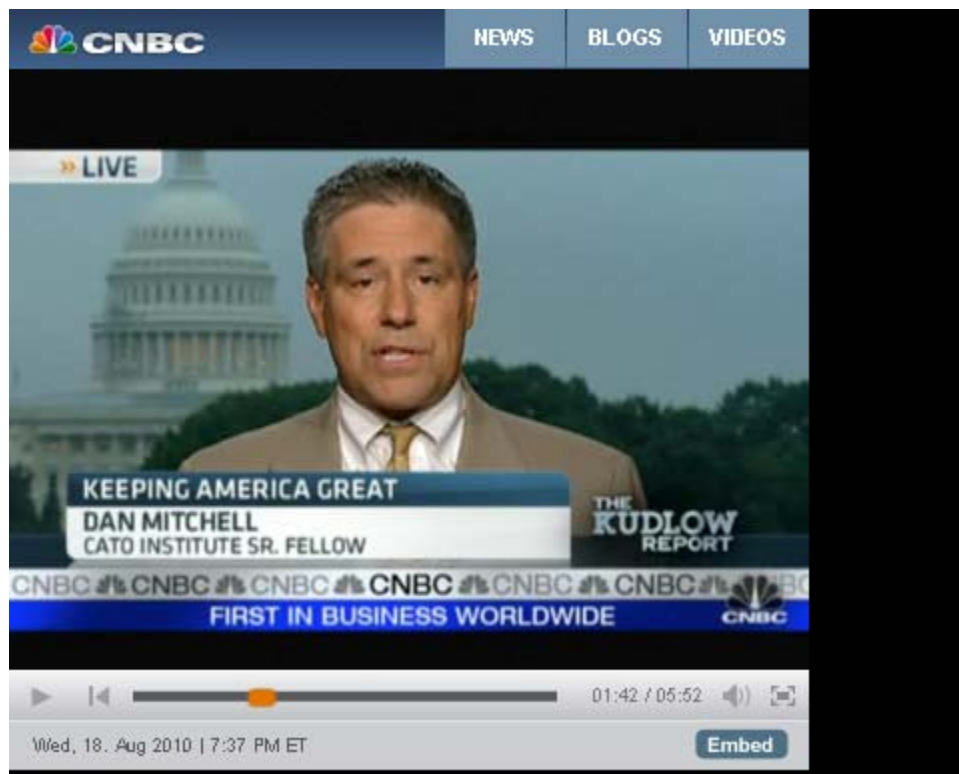 CNBC
NEWS
BLOGS
VIDEOS
» LIVE
KEEPING AMERICA GREAT
DAN MITCHELL
CATO INSTITUTE SR. FELLOW
THE
KUDLOW
REPORT
CNBC CNBC CNBC CNBC CNBC CNBC BC
FIRST IN BUSINESS WORLDWIDE
CNBC
01:42 / 05:52
Wed, 18. Aug 2010 | 7:37 PM ET
Embed